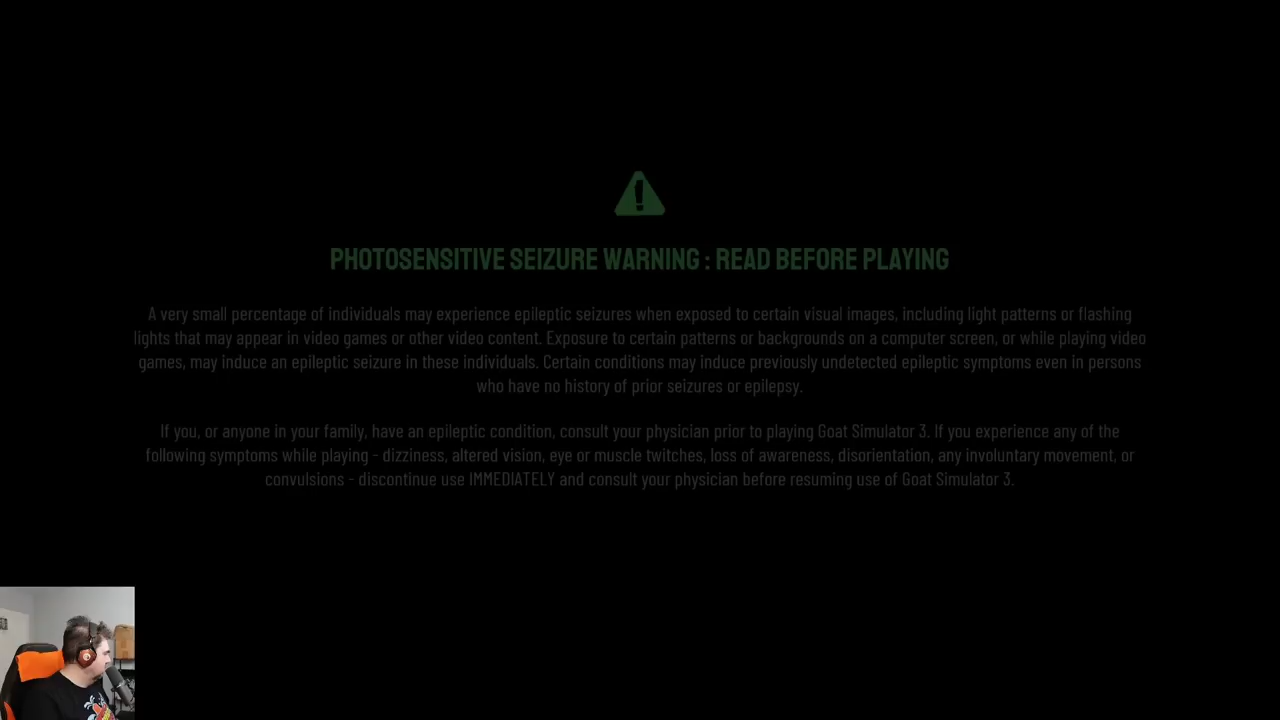 PHOTOSENSITIVE SEIZURE WARNING : READ BEFORE PLAYING
A very small percentage of individuals may experience epileptic seizures when exposed to certain visual images, including light patterns or flashing
lights that may appear in video games or other video content. Exposure to certain patterns or backgrounds on a computer screen, or while playing video
games, may induce an epileptic seizure in these individuals. Certain conditions may induce previously undetected epileptic symptoms even in persons
who have no history of prior seizures or epilepsy.
If you, or anyone in your family, have an epileptic condition, consult your physician prior to playing Goat Simulator 3. If you experience any of the
following symptoms while playing - dizziness, altered vision, eye or muscle twitches, loss of awareness, disorientation, any involuntary movement, or
convulsions - discontinue use IMMEDIATELY and consult your physician before resuming use of Goat Simulator 3.